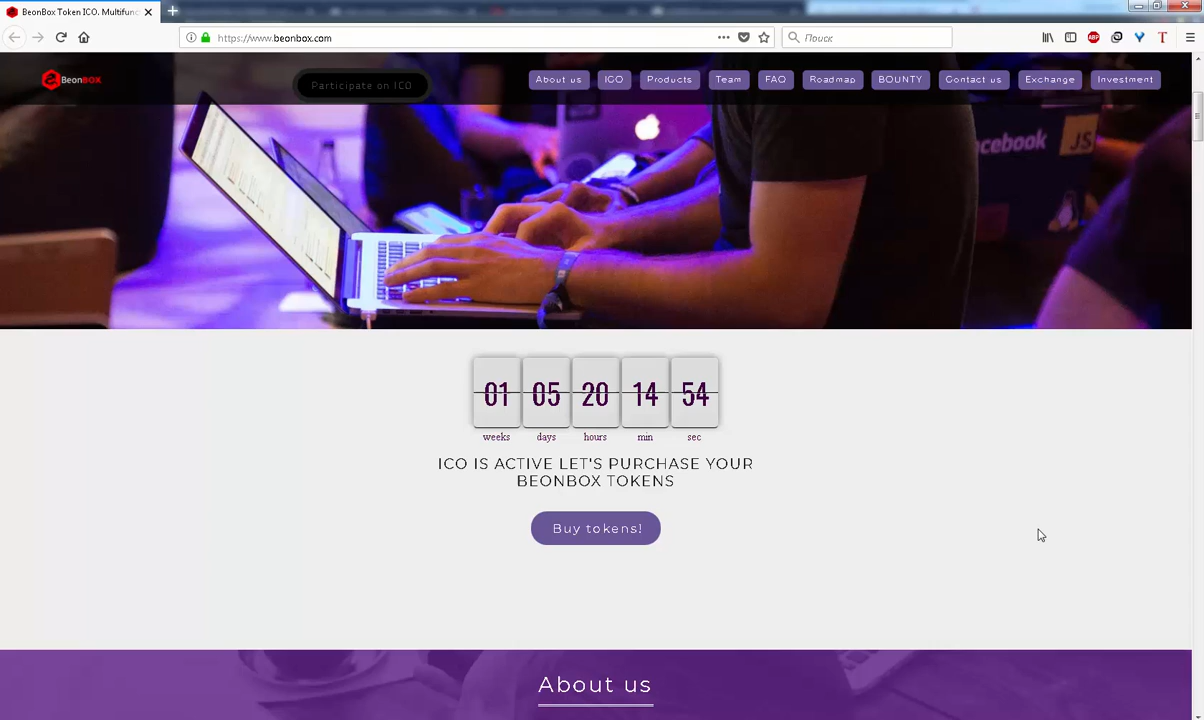 BeonBox Token ICO. Multifunc
https://www.beonbox.com
Поиск
ABP
T
BeonBOX
Participate on ICO
About us
ICO
Products
Team
FAQ
Roadmap
BOUNTY
Contact us
Exchange
Investment
facebook
JS
01 05 20 14 54
weeks days hours min sec
ICO IS ACTIVE LET'S PURCHASE YOUR
BEONBOX TOKENS
Buy tokens!
About us